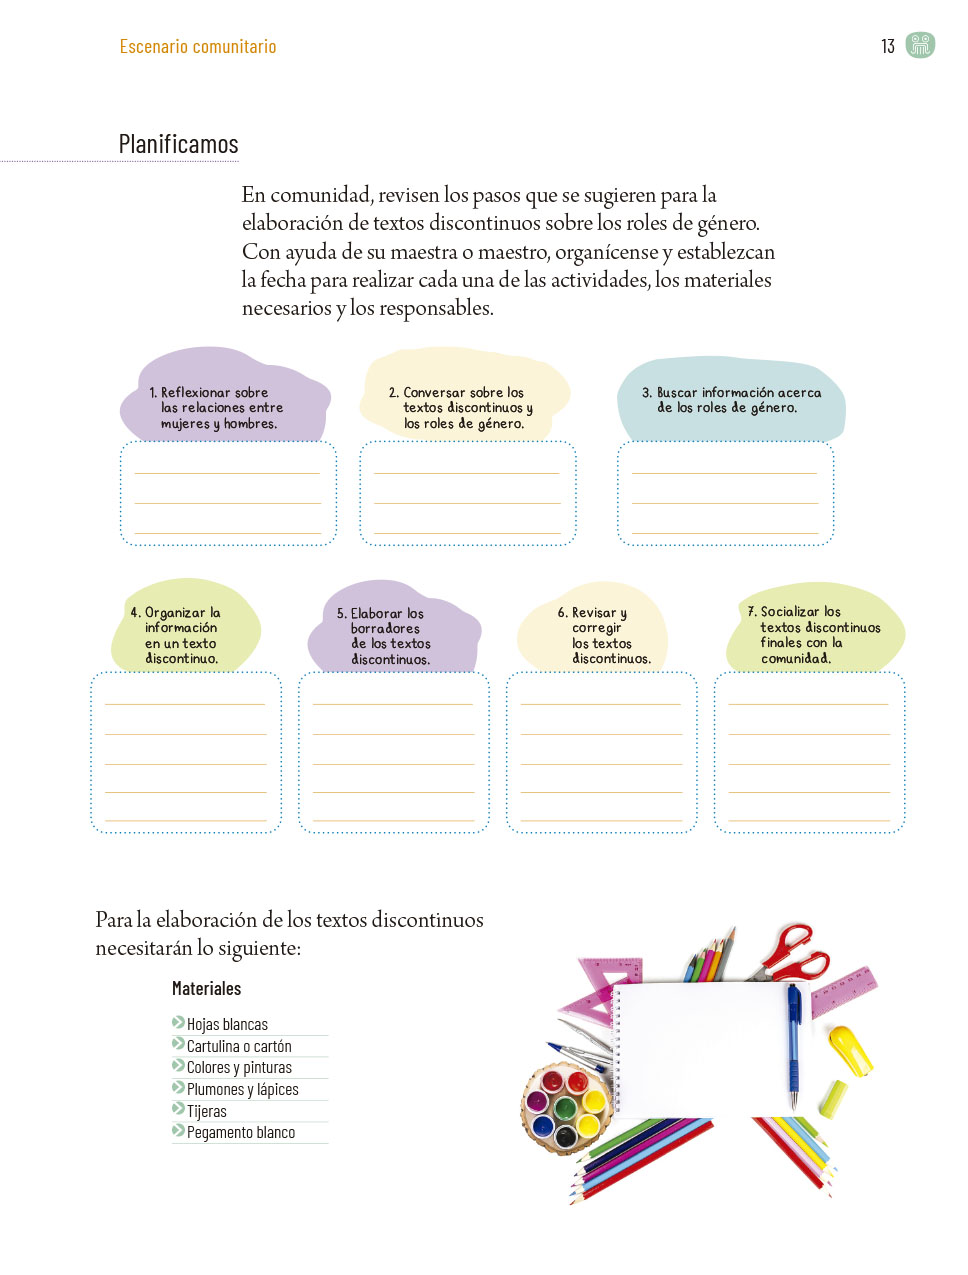 Escenario comunitario
13
Planificamos
En comunidad, revisen los pasos que se sugieren para la
elaboración de textos discontinuos sobre los roles de género.
Con ayuda de su maestra o maestro, organícense y establezcan
la fecha para realizar cada una de las actividades, los materiales
necesarios y los responsables.
1. Reflexionar sobre
las relaciones entre
mujeres y hombres.
2. Conversar sobre los
textos discontinuos y
los roles de género.
3. Buscar información acerca
de los roles de género.
4. Organizar la
información
en un texto
discontinuo.
5. Elaborar los
borradores
de los textos
discontinuos.
6. Revisar y
corregir
los textos
discontinuos.
7. Socializar los
textos discontinuos
finales con la
comunidad.
Para la elaboración de los textos discontinuos
necesitarán lo siguiente:
Materiales
Hojas blancas
Cartulina o cartón
Colores y pinturas
Plumones y lápices
Tijeras
Pegamento blanco